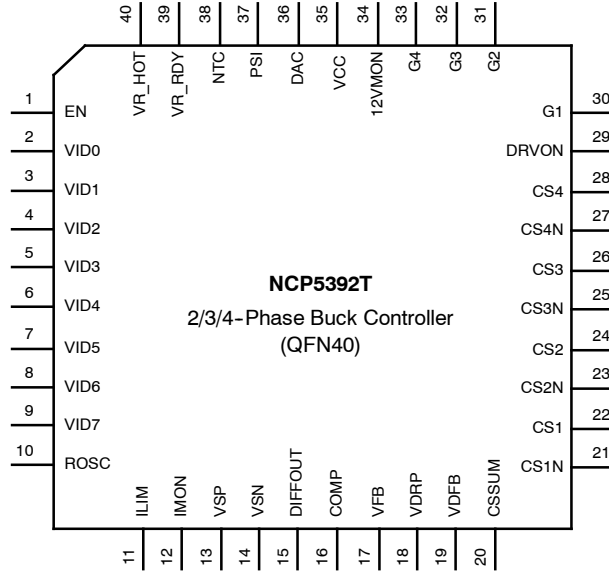 40 39 38 37 36 35 34 33 32 31
VR_HOT VR_RDY NTC PSI DAC VCC 12VMON G4 G3 G2
1 EN G1 30
2 VID0 DRVON 29
3 VID1 CS4 28
4 VID2 CS4N 27
5 VID3 CS3 26
6 VID4 CS3N 25
7 VID5 CS2 24
8 VID6 CS2N 23
9 VID7 CS1 22
10 ROSC CS1N 21
NCP5392T
2/3/4-Phase Buck Controller
(QFN40)
ILIM IMON VSP VSN DIFFOUT COMP VFB VDRP VDFB CSSUM
11 12 13 14 15 16 17 18 19 20